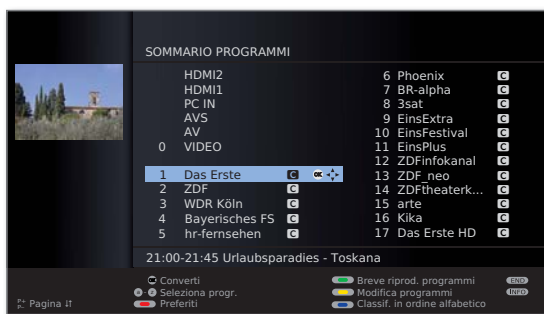 SOMMARIO PROGRAMMI
HDMI2
HDMI1
PC IN
AVS
AV
0 VIDEO
1 Das Erste C OK
2 ZDF C
3 WDR Köln C
4 Bayerisches FS C
5 hr-fernsehen C
6 Phoenix C
7 BR-alpha C
8 3sat C
9 EinsExtra C
10 EinsFestival C
11 EinsPlus C
12 ZDFinfokanal C
13 ZDF_neo C
14 ZDFtheaterk... C
15 arte C
16 Kika C
17 Das Erste HD C
21:00-21:45 Urlaubsparadies - Toskana
P+
P- Pagina
OK Converti
Seleziona progr.
Preferiti
Breve riprod. programmi
Modifica programmi
Classif. in ordine alfabetico
END
INFO